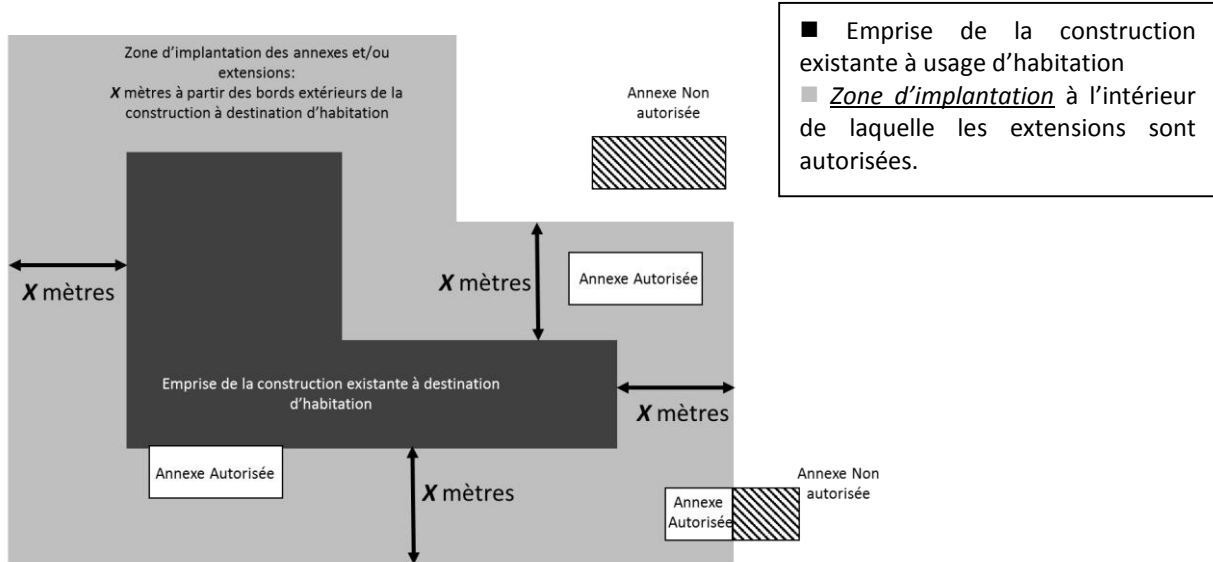 Zone d'implantation des annexes et/ou
extensions:
X mètres à partir des bords extérieurs de la
construction à destination d'habitation
Annexe Non
autorisée
■ Emprise de la construction
existante à usage d'habitation
■ Zone d'implantation à l'intérieur
de laquelle les extensions sont
autorisées.
X mètres
X mètres
Annexe Autorisée
Emprise de la construction existante à destination
d'habitation
X mètres
Annexe Autorisée
X mètres
Annexe
Autorisée
Annexe Non
autorisée